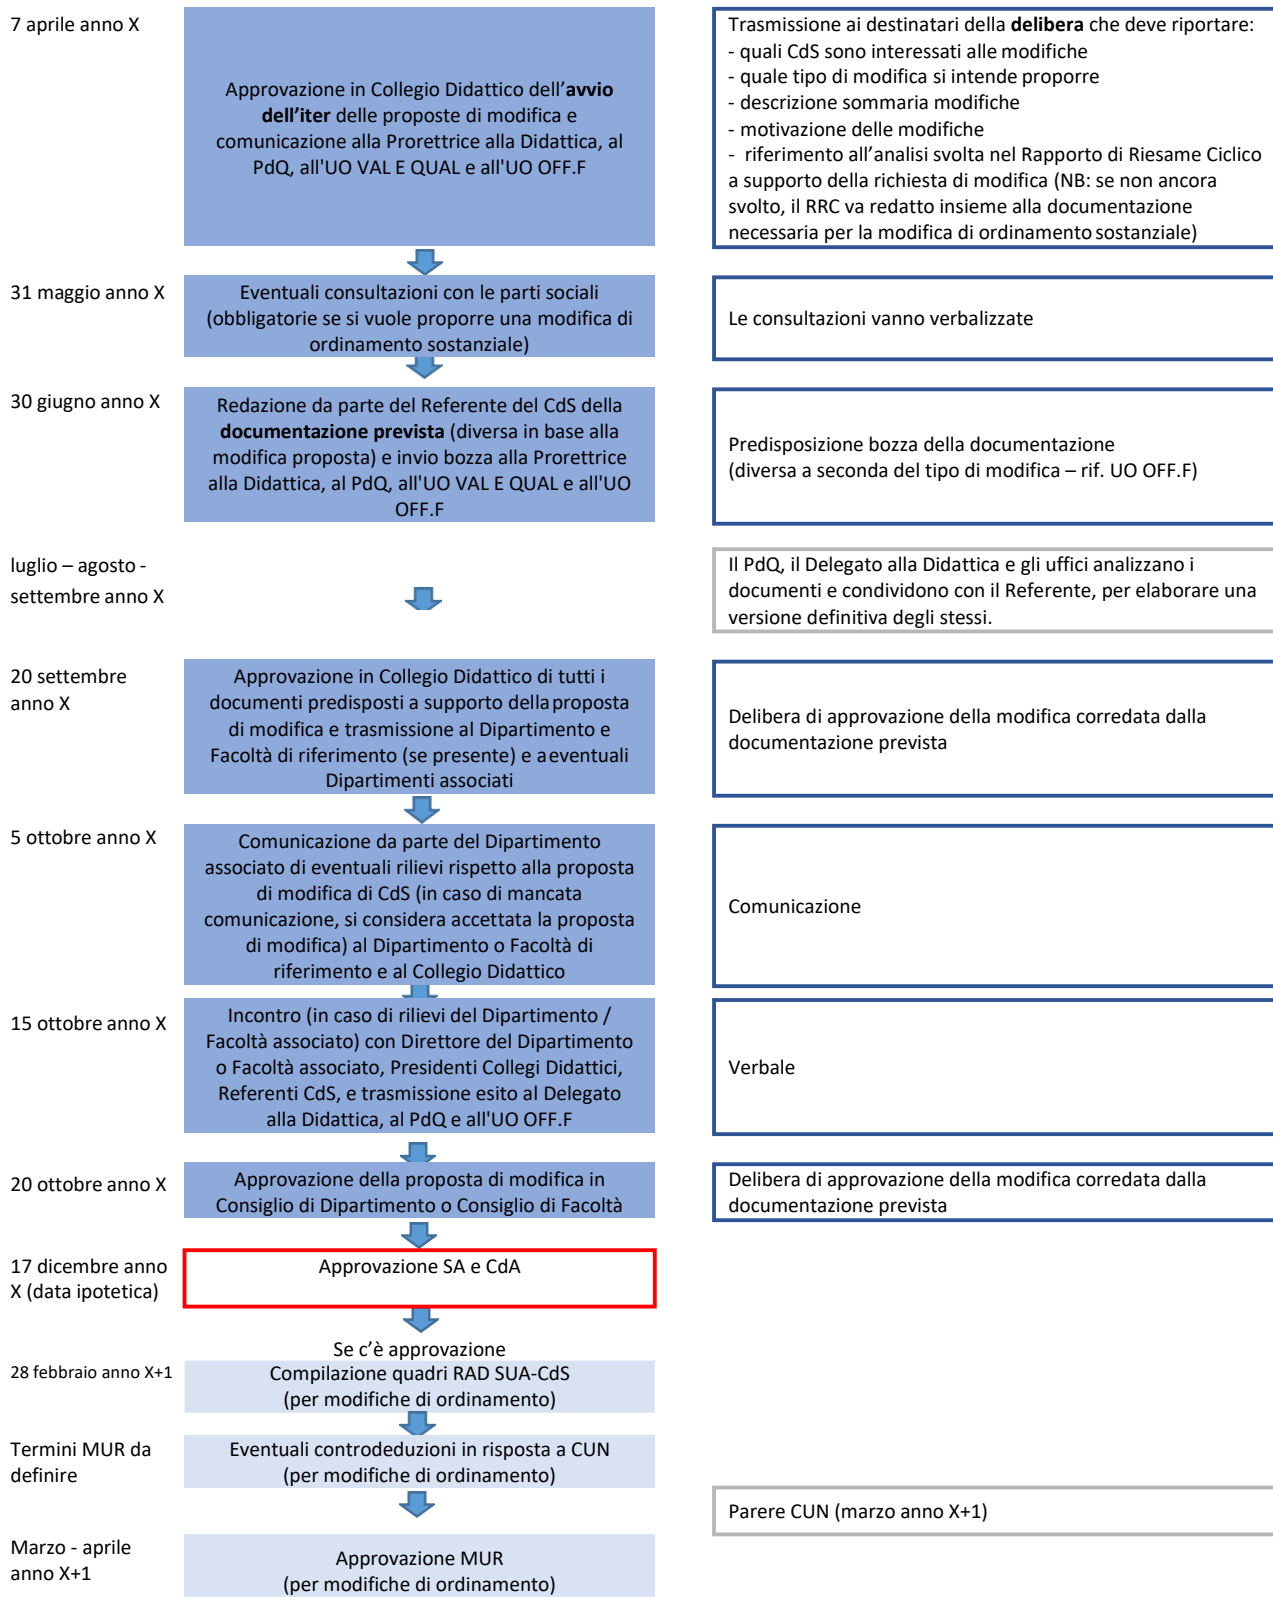 7 aprile anno X
Approvazione in Collegio Didattico dell'avvio
dell'iter delle proposte di modifica e
comunicazione alla Prorettrice alla Didattica, al
PdQ, all'UO VAL E QUAL e all'UO OFF.F
Trasmissione ai destinatari della delibera che deve riportare:
- quali CdS sono interessati alle modifiche
- quale tipo di modifica si intende proporre
- descrizione sommaria modifiche
- motivazione delle modifiche
- riferimento all'analisi svolta nel Rapporto di Riesame Ciclico
a supporto della richiesta di modifica (NB: se non ancora
svolto, il RRC va redatto insieme alla documentazione
necessaria per la modifica di ordinamento sostanziale)
31 maggio anno X
Eventuali consultazioni con le parti sociali
(obbligatorie se si vuole proporre una modifica di
ordinamento sostanziale)
Le consultazioni vanno verbalizzate
30 giugno anno X
Redazione da parte del Referente del CdS della
documentazione prevista (diversa in base alla
modifica proposta) e invio bozza alla Prorettrice
alla Didattica, al PdQ, all'UO VAL E QUAL e all'UO
OFF.F
Predisposizione bozza della documentazione
(diversa a seconda del tipo di modifica – rif. UO OFF.F)
luglio – agosto -
settembre anno X
Il PdQ, il Delegato alla Didattica e gli uffici analizzano i
documenti e condividono con il Referente, per elaborare una
versione definitiva degli stessi.
20 settembre
anno X
Approvazione in Collegio Didattico di tutti i
documenti predisposti a supporto della proposta
di modifica e trasmissione al Dipartimento e
Facoltà di riferimento (se presente) e a eventuali
Dipartimenti associati
Delibera di approvazione della modifica corredata dalla
documentazione prevista
5 ottobre anno X
Comunicazione da parte del Dipartimento
associato di eventuali rilievi rispetto alla proposta
di modifica di CdS (in caso di mancata
comunicazione, si considera accettata la proposta
di modifica) al Dipartimento o Facoltà di
riferimento e al Collegio Didattico
Comunicazione
15 ottobre anno X
Incontro (in caso di rilievi del Dipartimento /
Facoltà associato) con Direttore del Dipartimento
o Facoltà associato, Presidenti Collegi Didattici,
Referenti CdS, e trasmissione esito al Delegato
alla Didattica, al PdQ e all'UO OFF.F
Verbale
20 ottobre anno X
Approvazione della proposta di modifica in
Consiglio di Dipartimento o Consiglio di Facoltà
Delibera di approvazione della modifica corredata dalla
documentazione prevista
17 dicembre anno
X (data ipotetica)
Approvazione SA e CdA
Se c'è approvazione
28 febbraio anno X+1
Compilazione quadri RAD SUA-CdS
(per modifiche di ordinamento)
Termini MUR da
definire
Eventuali controdeduzioni in risposta a CUN
(per modifiche di ordinamento)
Parere CUN (marzo anno X+1)
Marzo - aprile
anno X+1
Approvazione MUR
(per modifiche di ordinamento)